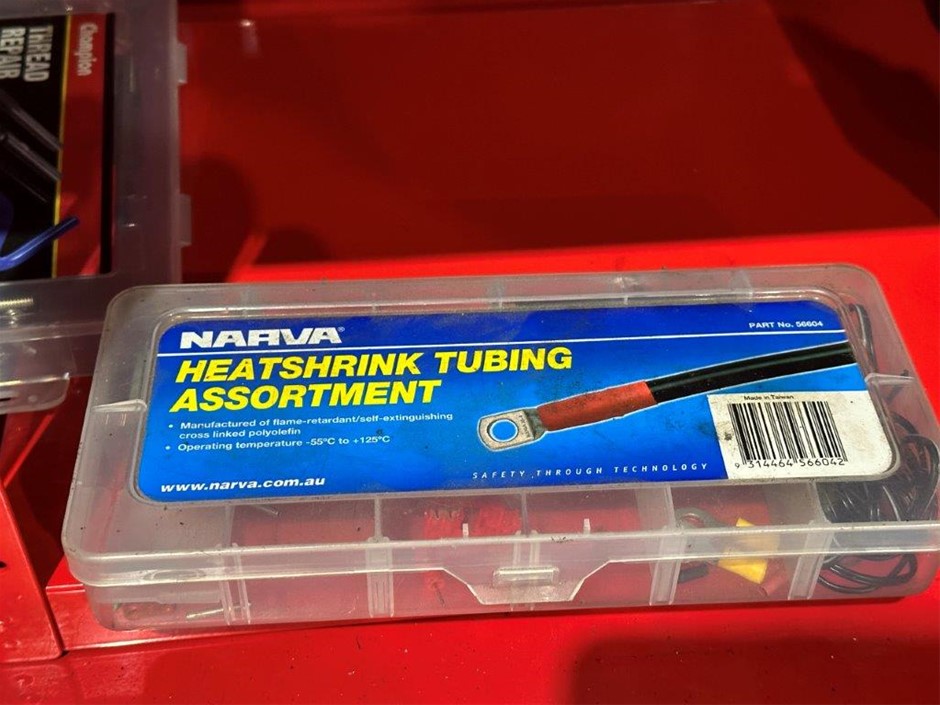 Champion
THREAD
REPAIR
NARVA®
PART No. 56604
HEATSHRINK TUBING
ASSORTMENT
• Manufactured of flame-retardant/self-extinguishing
cross linked polyolefin
• Operating temperature -55°C to +125°C
Made in Taiwan
9 314464 566042
SAFETY THROUGH TECHNOLOGY
www.narva.com.au